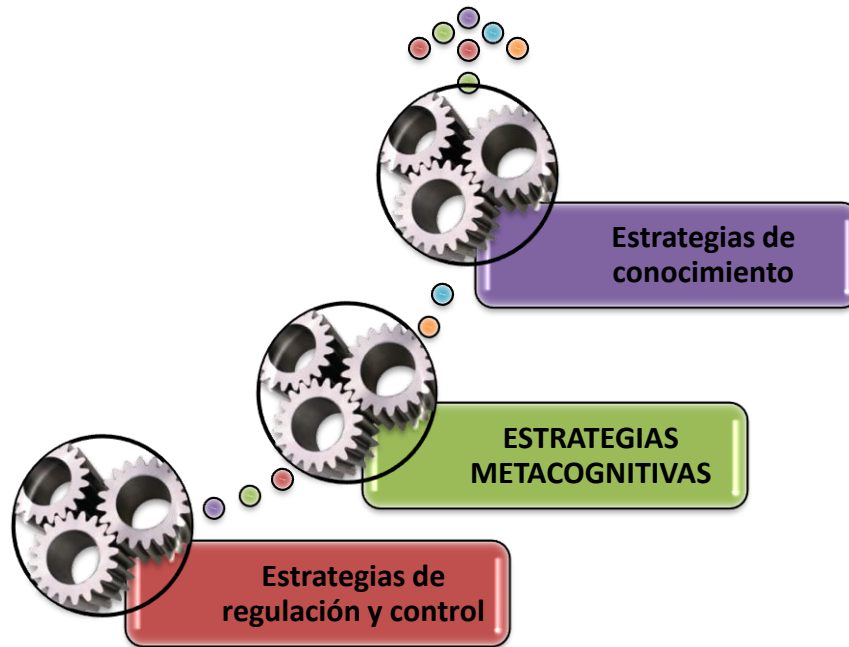 Estrategias de
conocimiento
ESTRATEGIAS
METACOGNITIVAS
Estrategias de
regulación y control